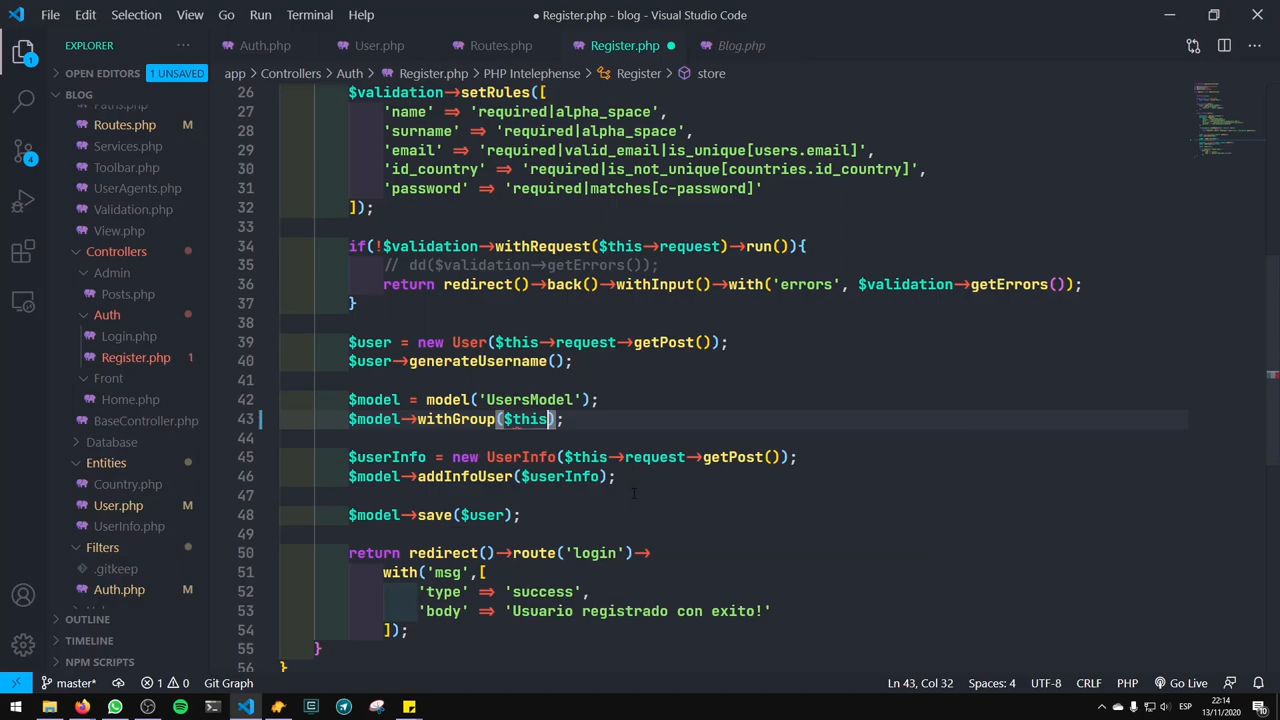 File Edit Selection View Go Run Terminal Help
● Register.php - blog - Visual Studio Code
EXPLORER
Auth.php User.php Routes.php Register.php Blog.php
OPEN EDITORS 1 UNSAVED
app > Controllers > Auth > Register.php > PHP Intelephense > Register > store
BLOG
Paths.php
Routes.php M
Services.php
Toolbar.php
UserAgents.php
Validation.php
View.php
Controllers
Admin
Posts.php
Auth
Login.php
Register.php 1
Front
Home.php
BaseController.php
Database
Entities
Country.php
User.php M
UserInfo.php
Filters
.gitkeep
Auth.php M
OUTLINE
TIMELINE
NPM SCRIPTS
26 $validation->setRules([
27 'name' => 'required|alpha_space',
28 'surname' => 'required|alpha_space',
29 'email' => 'required|valid_email|is_unique[users.email]',
30 'id_country' => 'required|is_not_unique[countries.id_country]',
31 'password' => 'required|matches[c-password]'
32 ]);
33
34 if(!$validation->withRequest($this->request)->run()){
35 // dd($validation->getErrors());
36 return redirect()->back()->withInput()->with('errors', $validation->getErrors());
37 }
38
39 $user = new User($this->request->getPost());
40 $user->generateUsername();
41
42 $model = model('UsersModel');
43 $model->withGroup($this);
44
45 $userInfo = new UserInfo($this->request->getPost());
46 $model->addInfoUser($userInfo);
47
48 $model->save($user);
49
50 return redirect()->route('login')->
51 with('msg',[
52 'type' => 'success',
53 'body' => 'Usuario registrado con exito!'
54 ]);
55 }
56 }
1
4
master* 1 0 Git Graph Ln 43, Col 32 Spaces: 4 UTF-8 CRLF PHP Go Live
ESP 22:14 13/11/2020 10